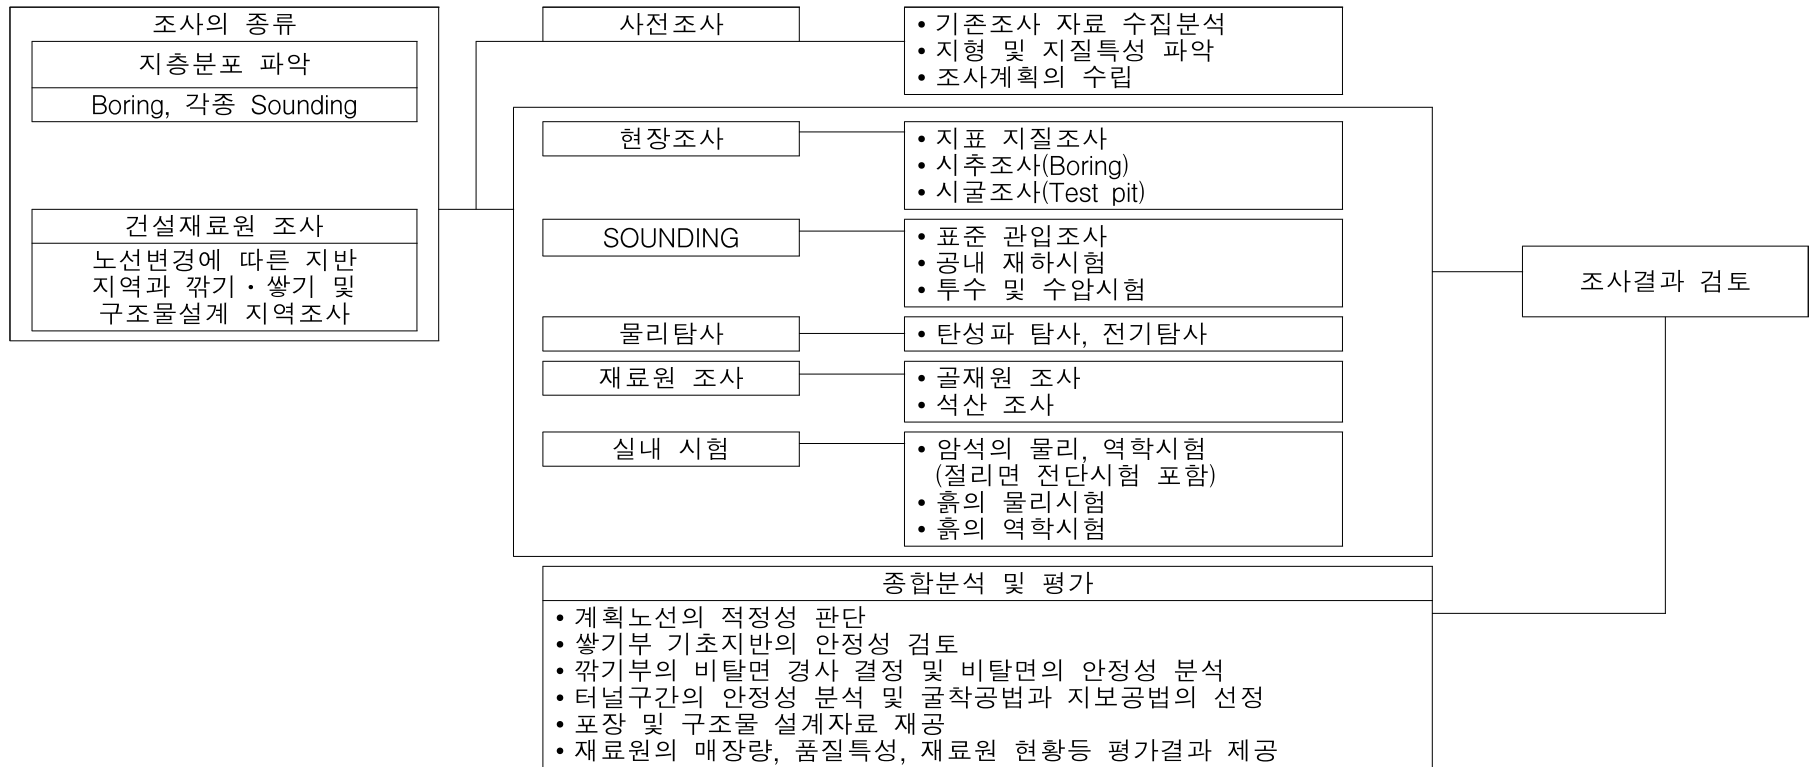 조사의 종류
지층분포 파악
Boring, 각종 Sounding
건설재료원 조사
노선변경에 따른 지반
지역과 깎기·쌓기 및
구조물설계 지역조사
사전조사
• 기존조사 자료 수집분석
• 지형 및 지질특성 파악
• 조사계획의 수립
현장조사
• 지표 지질조사
• 시추조사(Boring)
• 시굴조사(Test pit)
SOUNDING
• 표준 관입조사
• 공내 재하시험
• 투수 및 수압시험
물리탐사
• 탄성파 탐사, 전기탐사
재료원 조사
• 골재원 조사
• 석산 조사
실내 시험
• 암석의 물리, 역학시험
(절리면 전단시험 포함)
• 흙의 물리시험
• 흙의 역학시험
조사결과 검토
종합분석 및 평가
• 계획노선의 적정성 판단
• 쌓기부 기초지반의 안정성 검토
• 깎기부의 비탈면 경사 결정 및 비탈면의 안정성 분석
• 터널구간의 안정성 분석 및 굴착공법과 지보공법의 선정
• 포장 및 구조물 설계자료 재공
• 재료원의 매장량, 품질특성, 재료원 현황등 평가결과 제공